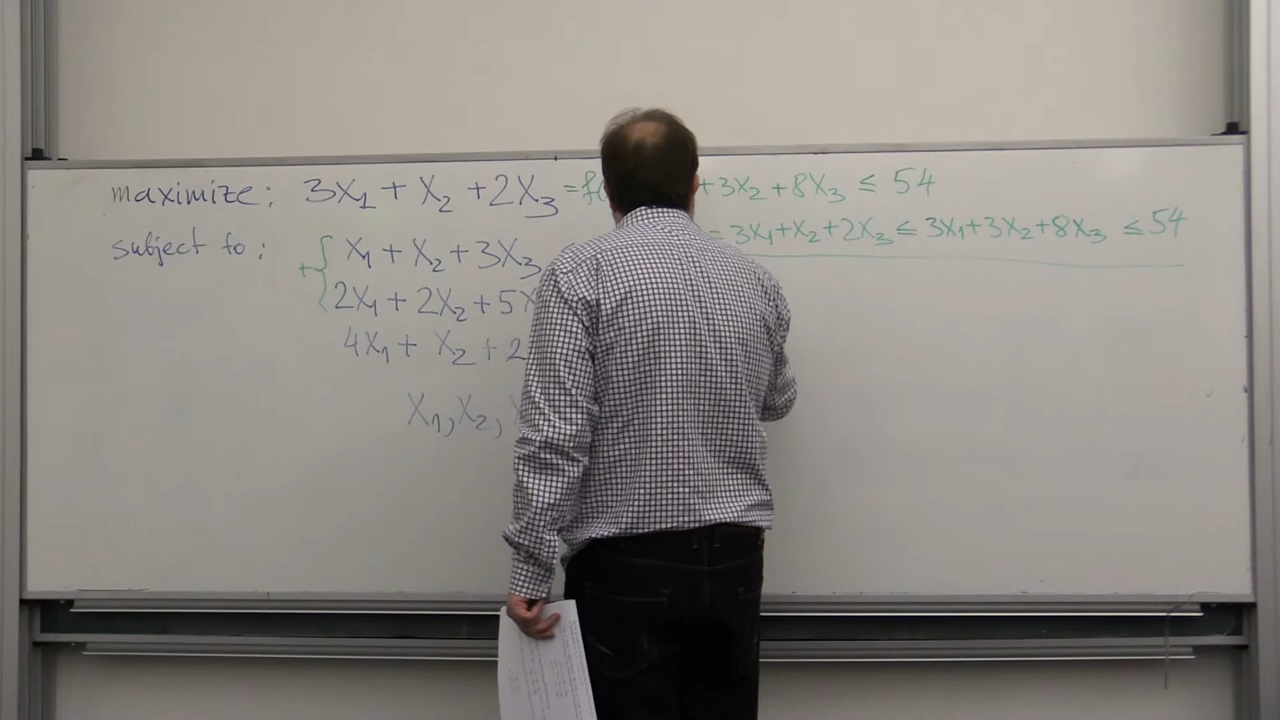 maximize: 3X₁ + X₂ + 2X₃ = f( + 3X₂ + 8X₃ ≤ 54
= 3X₁ + X₂ + 2X₃ ≤ 3X₁ + 3X₂ + 8X₃ ≤ 54
subject to: + { X₁ + X₂ + 3X₃
2X₁ + 2X₂ + 5X
4X₁ + X₂ + 2
X₁, X₂,